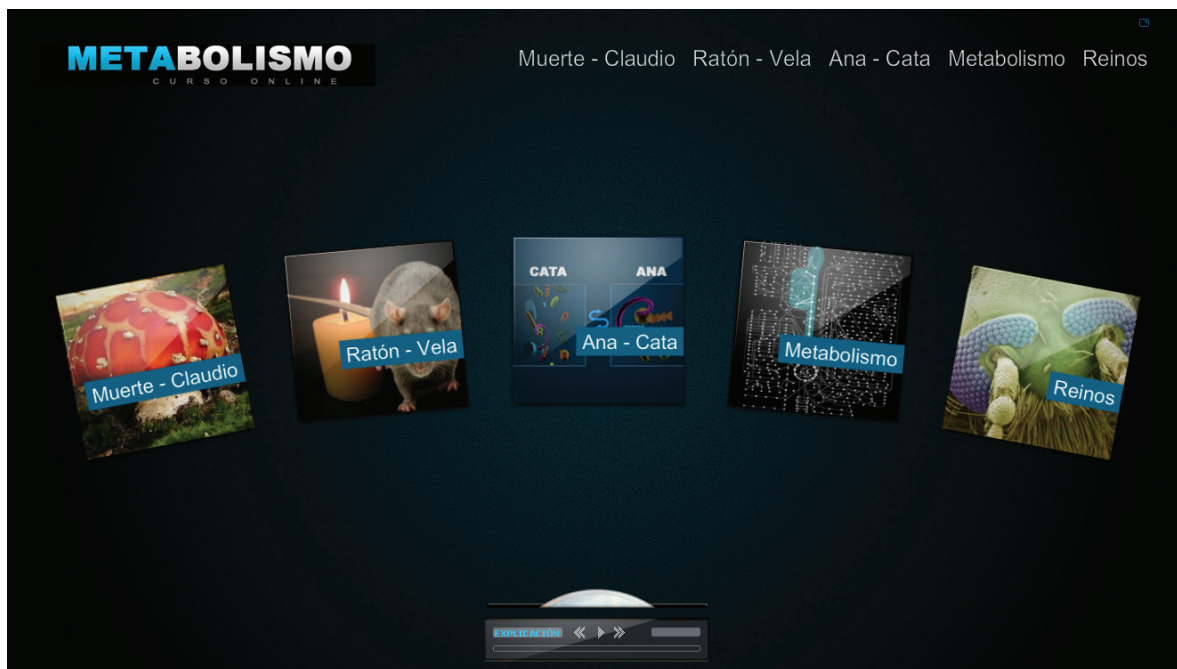 METABOLISMO
CURSO ONLINE
Muerte - Claudio Ratón - Vela Ana - Cata Metabolismo Reinos
Muerte - Claudio
Ratón - Vela
CATA ANA
Ana - Cata
Metabolismo
Reinos
EXPLICACIÓN